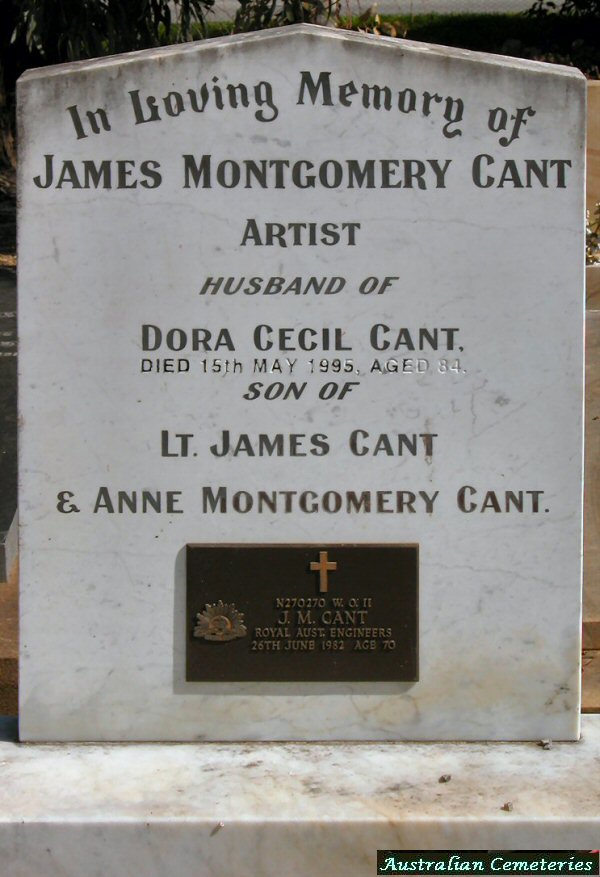 In Loving Memory of
JAMES MONTGOMERY CANT
ARTIST
HUSBAND OF
DORA CECIL CANT,
DIED 15th MAY 1995, AGED 84.
SON OF
LT. JAMES CANT
& ANNE MONTGOMERY CANT.
N270270 W. O. II
J. M. CANT
ROYAL AUST. ENGINEERS
26TH JUNE 1982 AGE 70
Australian Cemeteries